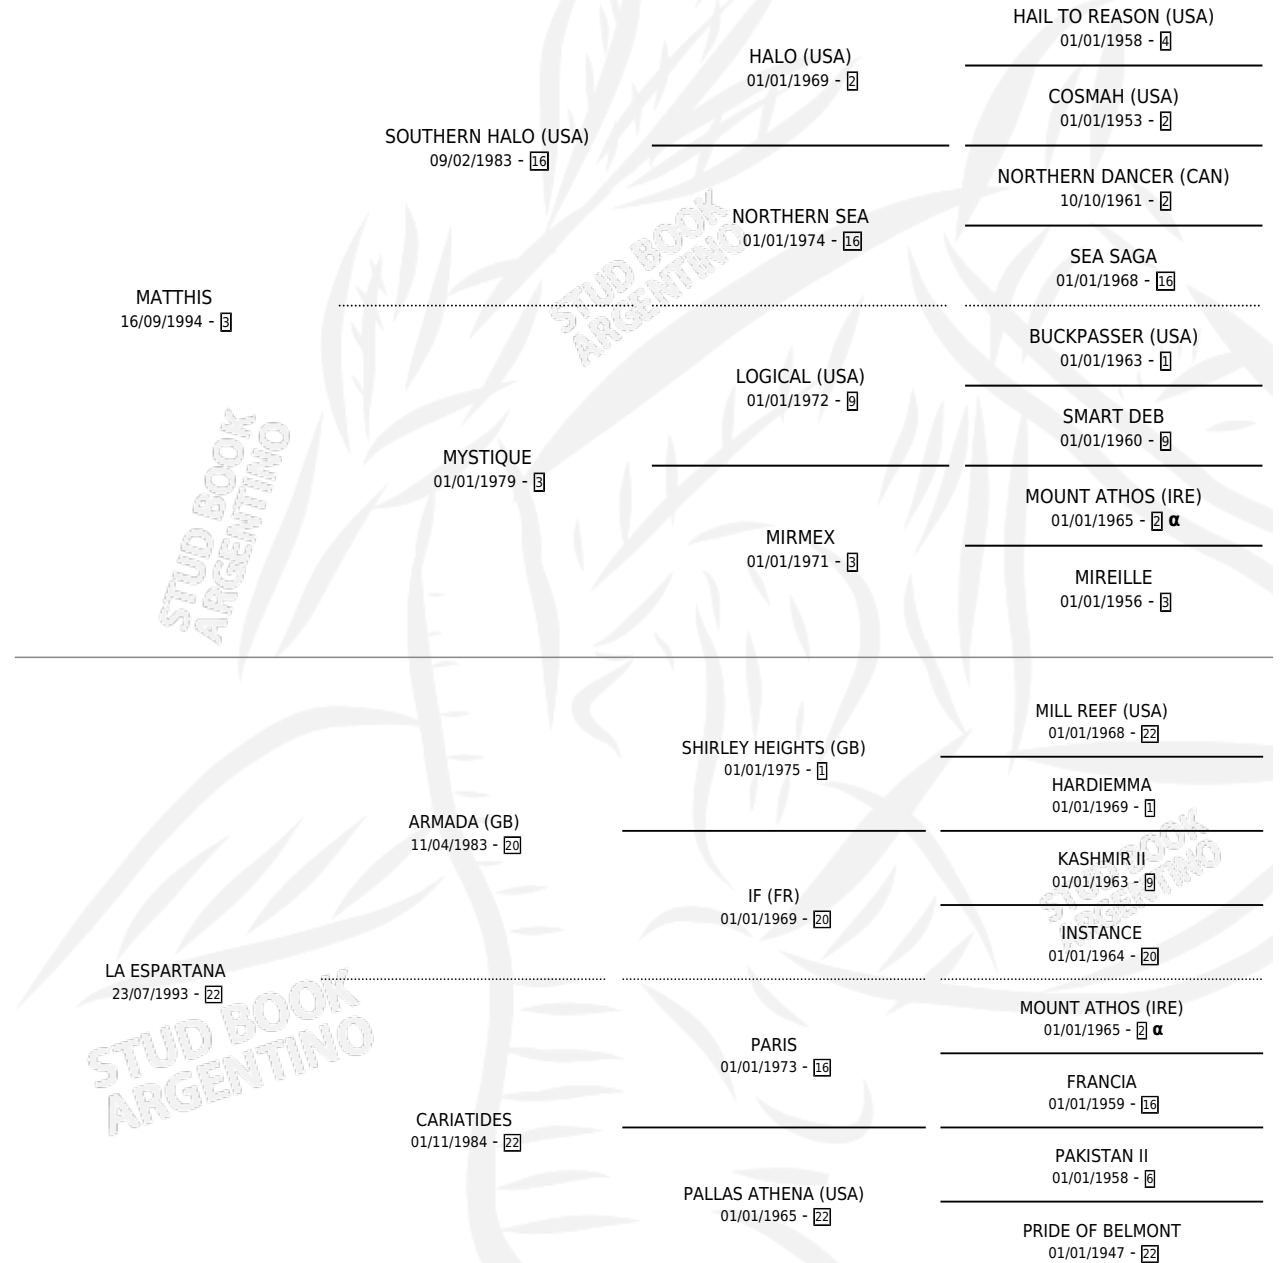 HAIL TO REASON (USA)
01/01/1958 - 4
HALO (USA)
01/01/1969 - 2
COSMAH (USA)
01/01/1953 - 2
SOUTHERN HALO (USA)
09/02/1983 - 16
NORTHERN DANCER (CAN)
10/10/1961 - 2
NORTHERN SEA
01/01/1974 - 16
SEA SAGA
01/01/1968 - 16
MATTHIS
16/09/1994 - 3
BUCKPASSER (USA)
01/01/1963 - 1
LOGICAL (USA)
01/01/1972 - 9
SMART DEB
01/01/1960 - 9
MYSTIQUE
01/01/1979 - 3
MOUNT ATHOS (IRE)
01/01/1965 - 2 α
MIRMEX
01/01/1971 - 3
MIREILLE
01/01/1956 - 3
MILL REEF (USA)
01/01/1968 - 22
SHIRLEY HEIGHTS (GB)
01/01/1975 - 1
HARDIEMMA
01/01/1969 - 1
ARMADA (GB)
11/04/1983 - 20
KASHMIR II
01/01/1963 - 9
IF (FR)
01/01/1969 - 20
INSTANCE
01/01/1964 - 20
LA ESPARTANA
23/07/1993 - 22
MOUNT ATHOS (IRE)
01/01/1965 - 2 α
PARIS
01/01/1973 - 16
FRANCIA
01/01/1959 - 16
CARIATIDES
01/11/1984 - 22
PAKISTAN II
01/01/1958 - 6
PALLAS ATHENA (USA)
01/01/1965 - 22
PRIDE OF BELMONT
01/01/1947 - 22
STUD BOOK
ARGENTINO
STUD BOOK
ARGENTINO
STUD BOOK
ARGENTINO
STUD BOOK
ARGENTINO